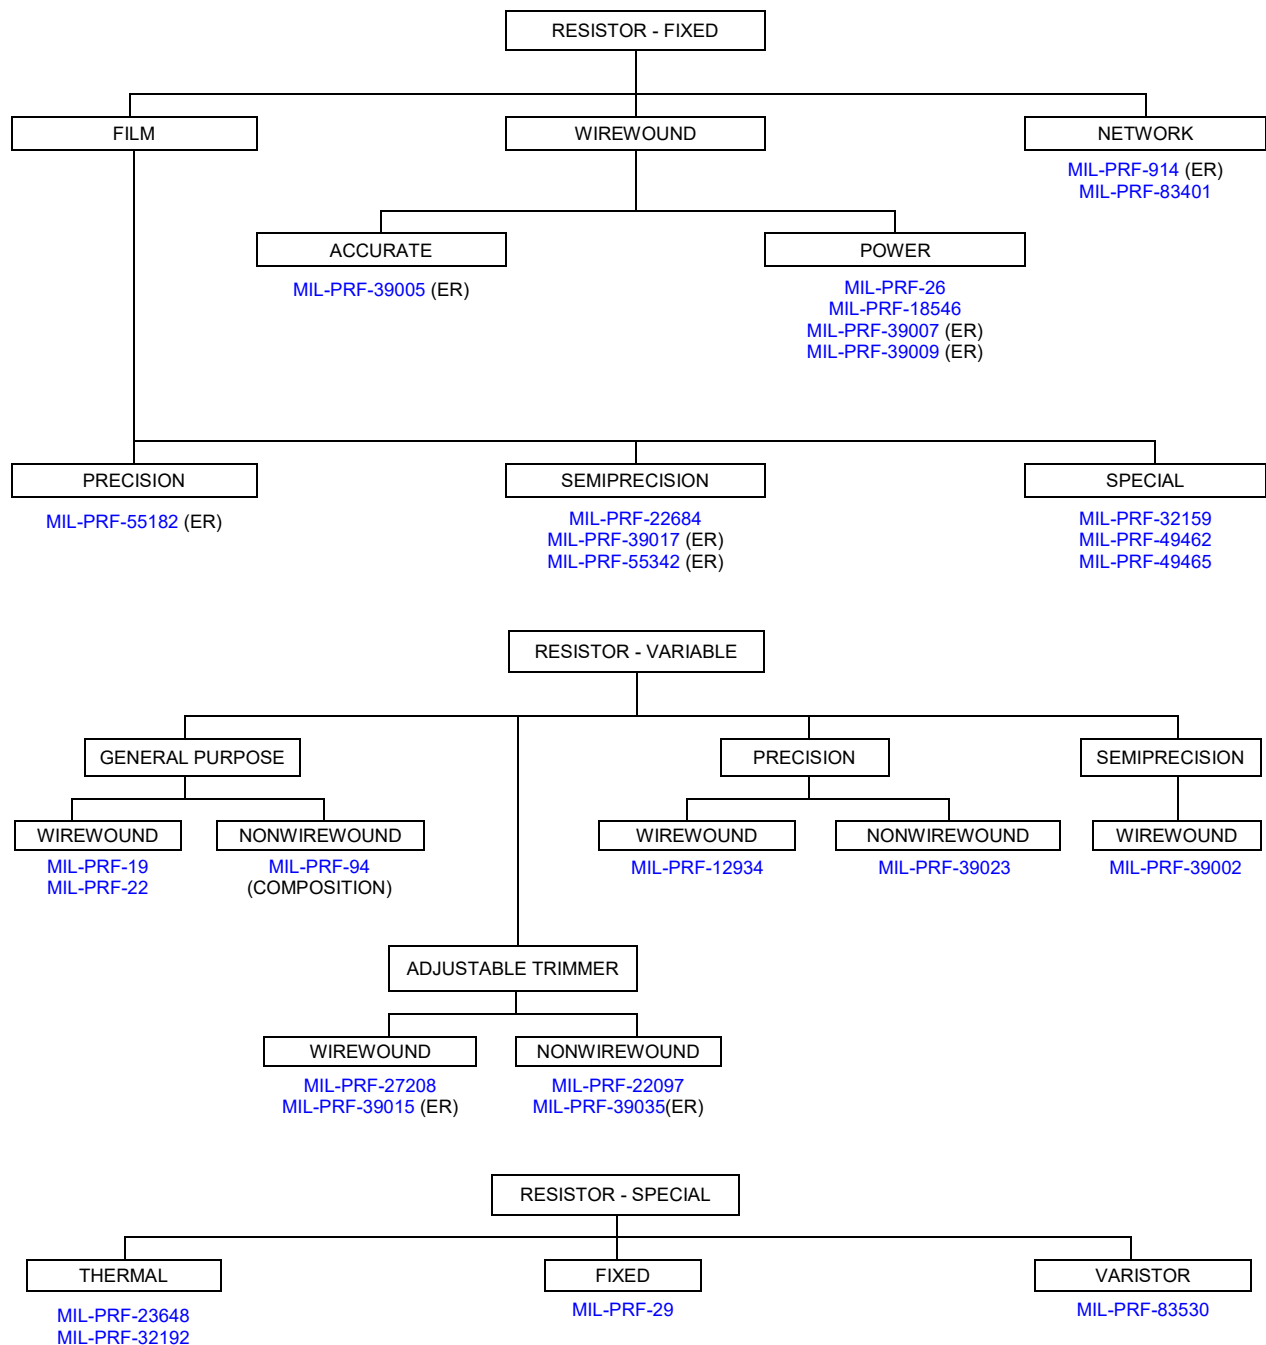 RESISTOR - FIXED
FILM
WIREWOUND
NETWORK
MIL-PRF-914 (ER)
MIL-PRF-83401
ACCURATE
MIL-PRF-39005 (ER)
POWER
MIL-PRF-26
MIL-PRF-18546
MIL-PRF-39007 (ER)
MIL-PRF-39009 (ER)
PRECISION
MIL-PRF-55182 (ER)
SEMIPRECISION
MIL-PRF-22684
MIL-PRF-39017 (ER)
MIL-PRF-55342 (ER)
SPECIAL
MIL-PRF-32159
MIL-PRF-49462
MIL-PRF-49465
RESISTOR - VARIABLE
GENERAL PURPOSE
WIREWOUND
MIL-PRF-19
MIL-PRF-22
NONWIREWOUND
MIL-PRF-94
(COMPOSITION)
PRECISION
WIREWOUND
MIL-PRF-12934
NONWIREWOUND
MIL-PRF-39023
SEMIPRECISION
WIREWOUND
MIL-PRF-39002
ADJUSTABLE TRIMMER
WIREWOUND
MIL-PRF-27208
MIL-PRF-39015 (ER)
NONWIREWOUND
MIL-PRF-22097
MIL-PRF-39035(ER)
RESISTOR - SPECIAL
THERMAL
MIL-PRF-23648
MIL-PRF-32192
FIXED
MIL-PRF-29
VARISTOR
MIL-PRF-83530